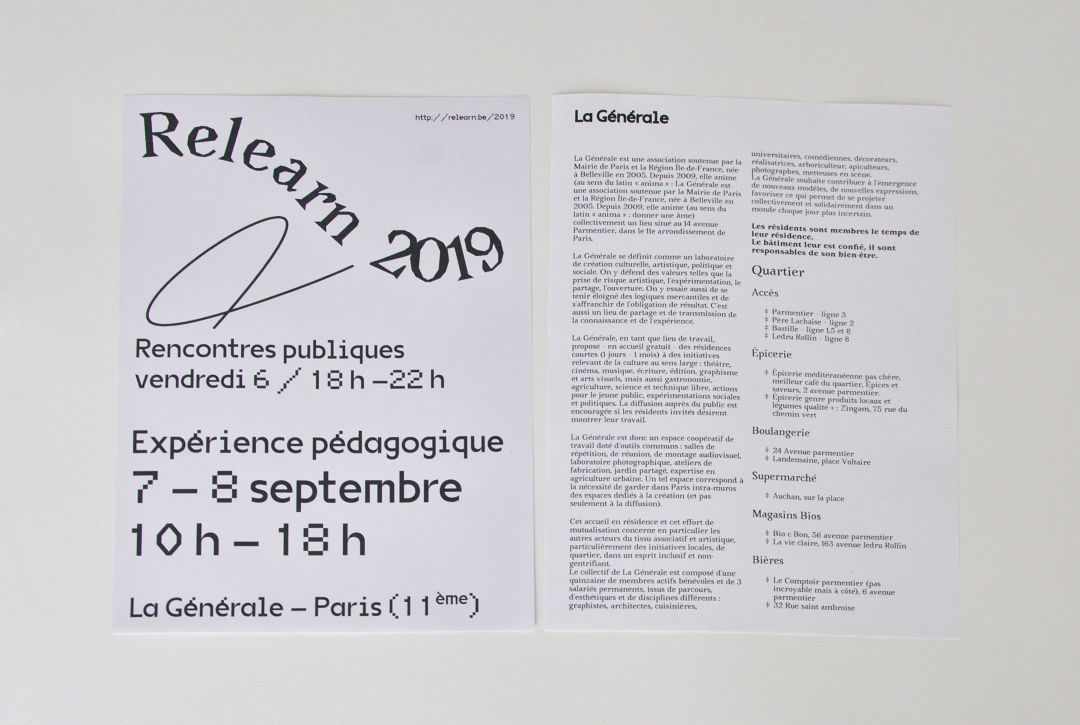 Relearn
2019
http://relearn.be/2019
Rencontres publiques
vendredi 6 / 18h – 22h
Expérience pédagogique
7 – 8 septembre
10h – 18h
La Générale – Paris (11ème)
La Générale
La Générale est une association soutenue par la
Mairie de Paris et la Région Île-de-France, née
à Belleville en 2005. Depuis 2009, elle anime
(au sens du latin « anima » : La Générale est
une association soutenue par la Mairie de Paris
et la Région Île-de-France, née à Belleville en
2005. Depuis 2009, elle anime (au sens du
latin « anima » : donner une âme)
collectivement un lieu situé au 14 avenue
Parmentier, dans le 11e arrondissement de
Paris.
La Générale se définit comme un laboratoire
de création culturelle, artistique, politique et
sociale. On y défend des valeurs telles que la
prise de risque artistique, l'expérimentation, le
partage, l'ouverture. On y essaie aussi de se
tenir éloigné des logiques mercantiles et de
s'affranchir de l'obligation de résultat. C'est
aussi un lieu de partage et de transmission de
la connaissance et de l'expérience.
La Générale, en tant que lieu de travail,
propose - en accueil gratuit - des résidences
courtes (1 jours - 1 mois) à des initiatives
relevant de la culture au sens large : théâtre,
cinéma, musique, écriture, édition, graphisme
et arts visuels, mais aussi gastronomie,
agriculture, science et technique libre, actions
pour le jeune public, expérimentations sociales
et politiques. La diffusion auprès du public est
encouragée si les résidents invités désirent
montrer leur travail.
La Générale est donc un espace coopératif de
travail doté d'outils communs : salles de
répétition, de réunion, de montage audiovisuel,
laboratoire photographique, ateliers de
fabrication, jardin partagé, expertise en
agriculture urbaine. Un tel espace correspond à
la nécessité de garder dans Paris intra-muros
des espaces dédiés à la création (et pas
seulement à la diffusion).
Cet accueil en résidence et cet effort de
mutualisation concerne en particulier les
autres acteurs du tissu associatif et artistique,
particulièrement des initiatives locales, de
quartier, dans un esprit inclusif et non-
gentrifiant.
Le collectif de La Générale est composé d'une
quinzaine de membres actifs bénévoles et de 3
salariés permanents, issus de parcours,
d'esthétiques et de disciplines différents :
graphistes, architectes, cuisinières,
universitaires, comédiennes, décorateurs,
réalisatrices, arboriculteur, apiculteurs,
photographes, metteuses en scène.
La Générale souhaite contribuer à l'émergence
de nouveaux modèles, de nouvelles expressions,
favoriser ce qui permet de se projeter
collectivement et solidairement dans un
monde chaque jour plus incertain.
Les résidents sont membres le temps de
leur résidence.
Le bâtiment leur est confié, il sont
responsables de son bien être.
Quartier
Accès
‡ Parmentier - ligne 3
‡ Père Lachaise - ligne 2
‡ Bastille - ligne 1,5 et 8
‡ Ledru Rollin - ligne 8
Épicerie
‡ Épicerie méditéranéenne pas chère,
meilleur café du quartier, Épices et
saveurs, 2 avenue parmentier.
‡ Épicerie genre produits locaux et
légumes qualité + : Zingam, 75 rue du
chemin vert
Boulangerie
‡ 24 Avenue parmentier
‡ Landemaine, place Voltaire
Supermarché
‡ Auchan, sur la place
Magasins Bios
‡ Bio c Bon, 56 avenue parmentier
‡ La vie claire, 163 avenue ledru Rollin
Bières
‡ Le Comptoir parmentier (pas
incroyable mais à côté), 6 avenue
parmentier
‡ 32 Rue saint ambroise